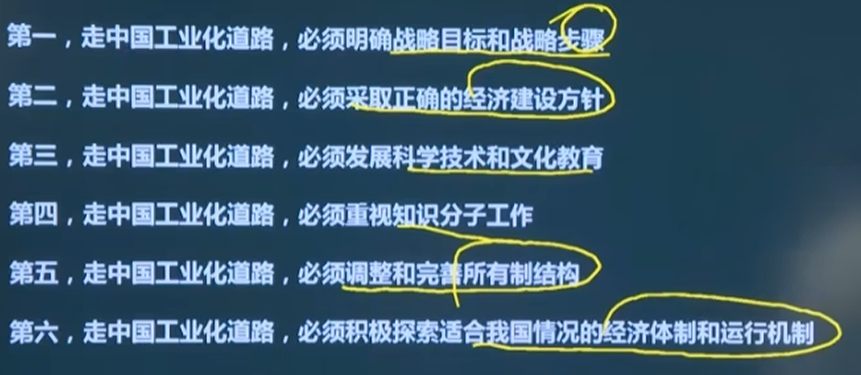 第一，走中国工业化道路，必须明确战略目标和战略步骤
第二，走中国工业化道路，必须采取正确的经济建设方针
第三，走中国工业化道路，必须发展科学技术和文化教育
第四，走中国工业化道路，必须重视知识分子工作
第五，走中国工业化道路，必须调整和完善所有制结构
第六，走中国工业化道路，必须积极探索适合我国情况的经济体制和运行机制